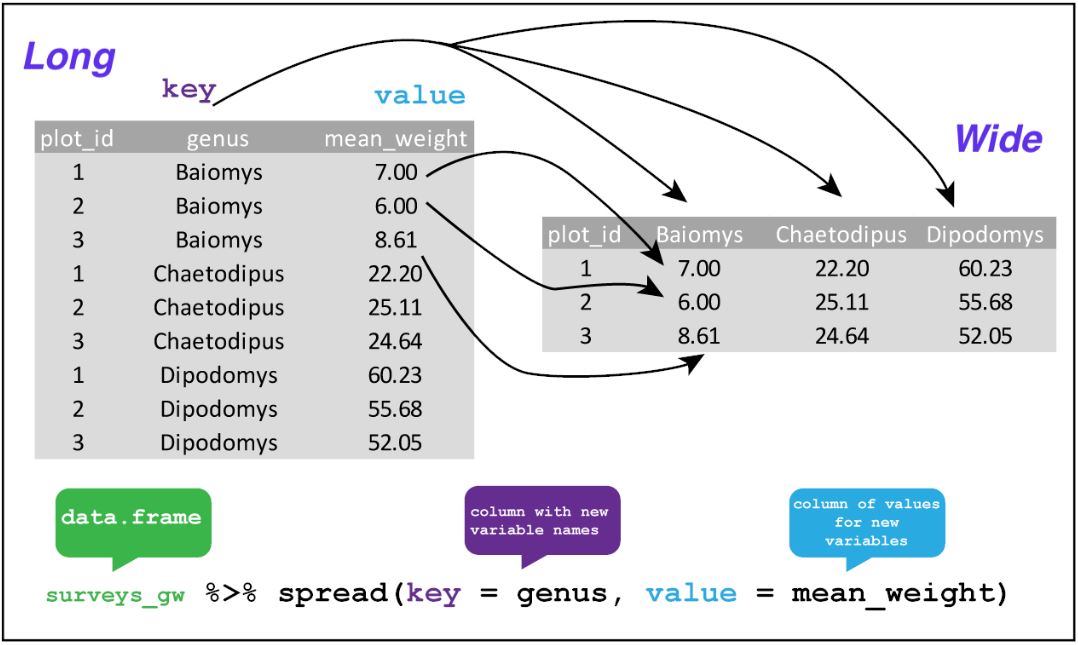 Long
key
value
plot_id genus mean_weight
1 Baiomys 7.00
2 Baiomys 6.00
3 Baiomys 8.61
1 Chaetodipus 22.20
2 Chaetodipus 25.11
3 Chaetodipus 24.64
1 Dipodomys 60.23
2 Dipodomys 55.68
3 Dipodomys 52.05
Wide
plot_id Baiomys Chaetodipus Dipodomys
1 7.00 22.20 60.23
2 6.00 25.11 55.68
3 8.61 24.64 52.05
data.frame
column with new
variable names
column of values
for new
variables
surveys_gw %>% spread(key = genus, value = mean_weight)